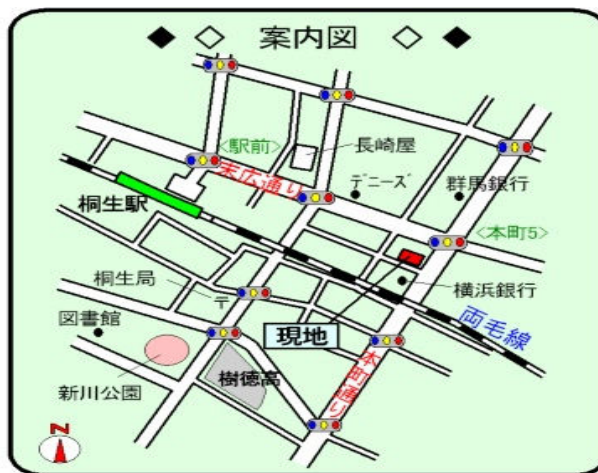 案内図
<駅前>
長崎屋
末広通り
デニーズ
群馬銀行
桐生駅
<本町5>
桐生局
〒
横浜銀行
図書館
現地
両毛線
新川公園
樹徳高
本町通り
N